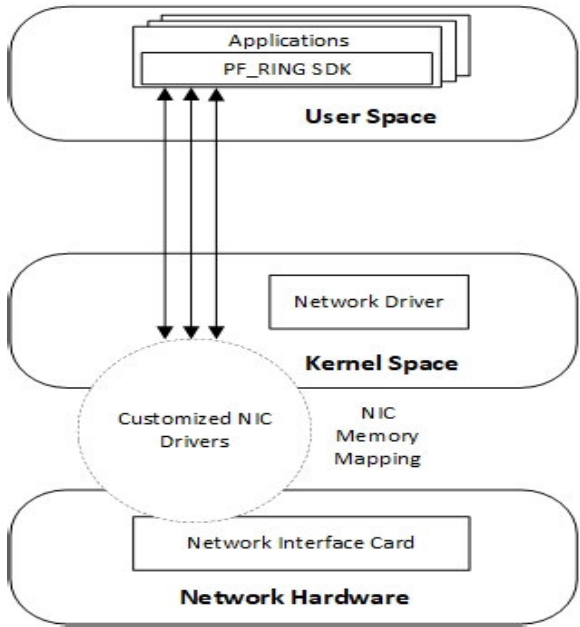 Applications
PF_RING SDK
User Space
Network Driver
Kernel Space
Customized NIC
Drivers
NIC
Memory
Mapping
Network Interface Card
Network Hardware